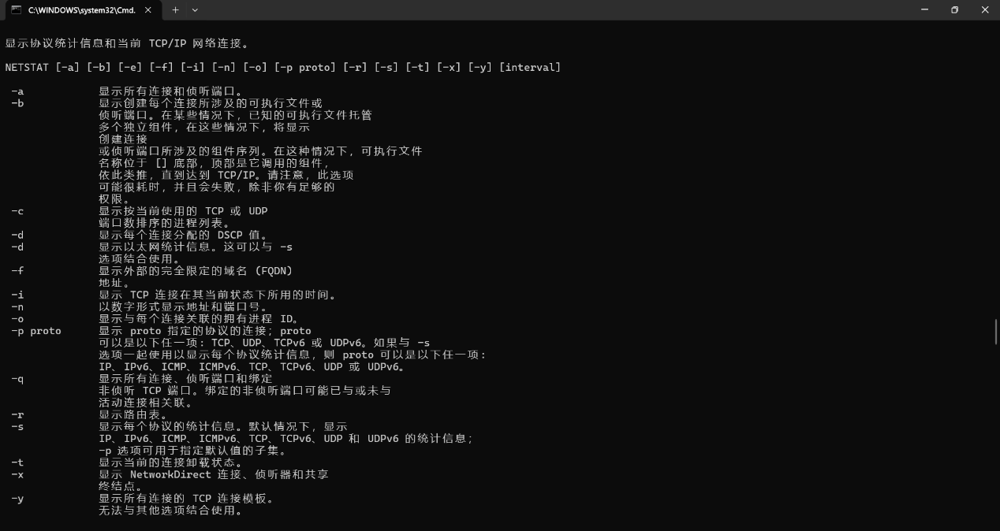 C:\WINDOWS\system32\Cmd.
显示协议统计信息和当前 TCP/IP 网络连接。
NETSTAT [-a] [-b] [-e] [-f] [-i] [-n] [-o] [-p proto] [-r] [-s] [-t] [-x] [-y] [interval]
-a 显示所有连接和侦听端口。
-b 显示创建每个连接所涉及的可执行文件或
侦听端口。在某些情况下，已知的可执行文件托管
多个独立组件，在这些情况下，将显示
创建连接
或侦听端口所涉及的组件序列。在这种情况下，可执行文件
名称位于 [] 底部，顶部是它调用的组件，
依此类推，直到达到 TCP/IP。请注意，此选项
可能很耗时，并且会失败，除非你有足够的
权限。
-c 显示按当前使用的 TCP 或 UDP
端口数排序的进程列表。
-d 显示每个连接分配的 DSCP 值。
-d 显示以太网统计信息。这可以与 -s
选项结合使用。
-f 显示外部的完全限定的域名 (FQDN)
地址。
-i 显示 TCP 连接在其当前状态下所用的时间。
-n 以数字形式显示地址和端口号。
-o 显示与每个连接关联的拥有进程 ID。
-p proto 显示 proto 指定的协议的连接；proto
可以是以下任一项：TCP、UDP、TCPv6 或 UDPv6。如果与 -s
选项一起使用以显示每个协议统计信息，则 proto 可以是以下任一项：
IP、IPv6、ICMP、ICMPv6、TCP、TCPv6、UDP 或 UDPv6。
-q 显示所有连接、侦听端口和绑定
非侦听 TCP 端口。绑定的非侦听端口可能已与或未与
活动连接相关联。
-r 显示路由表。
-s 显示每个协议的统计信息。默认情况下，显示
IP、IPv6、ICMP、ICMPv6、TCP、TCPv6、UDP 和 UDPv6 的统计信息；
-p 选项可用于指定默认值的子集。
-t 显示当前的连接卸载状态。
-x 显示 NetworkDirect 连接、侦听器和共享
终结点。
-y 显示所有连接的 TCP 连接模板。
无法与其他选项结合使用。